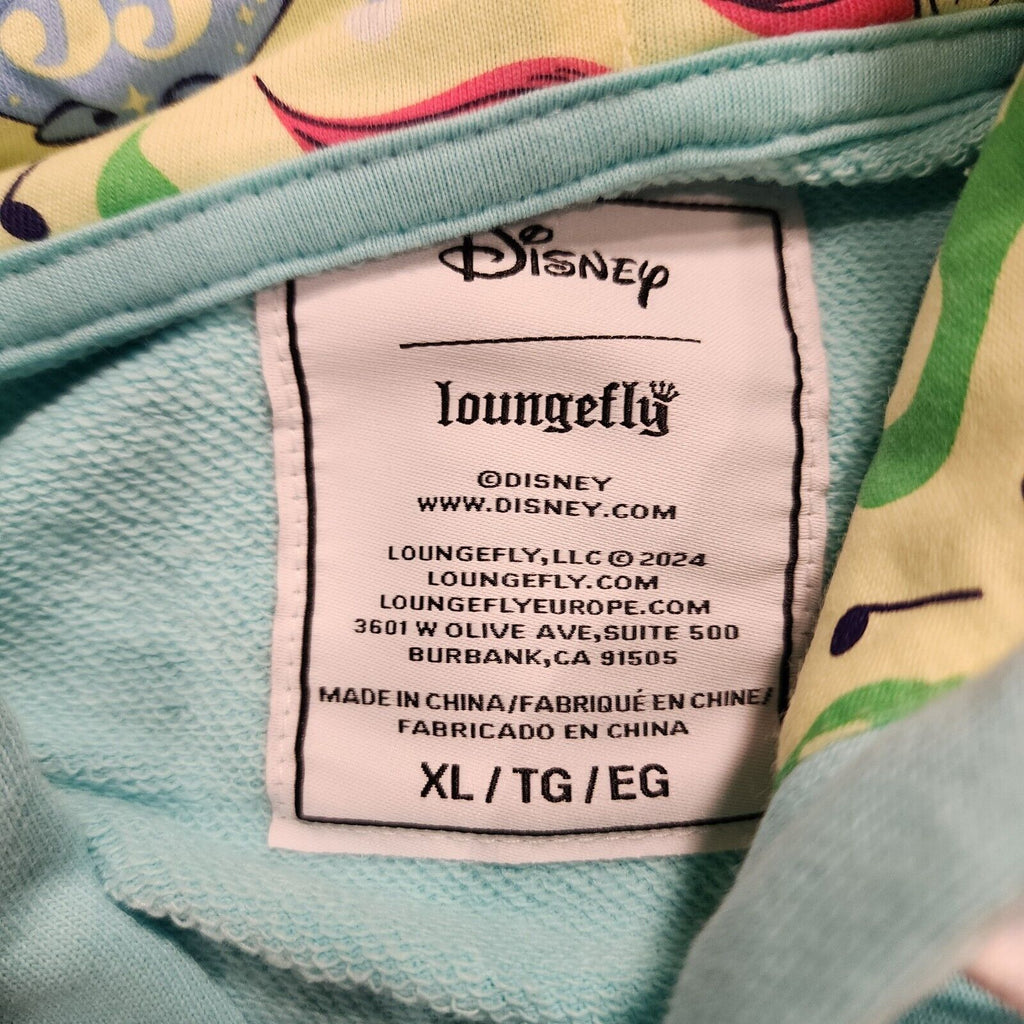 Disney
loungefly
©DISNEY
WWW.DISNEY.COM
LOUNGEFLY,LLC © 2024
LOUNGEFLY.COM
LOUNGEFLYEUROPE.COM
3601 W OLIVE AVE,SUITE 500
BURBANK,CA 91505
MADE IN CHINA/FABRIQUÉ EN CHINE/
FABRICADO EN CHINA
XL / TG / EG